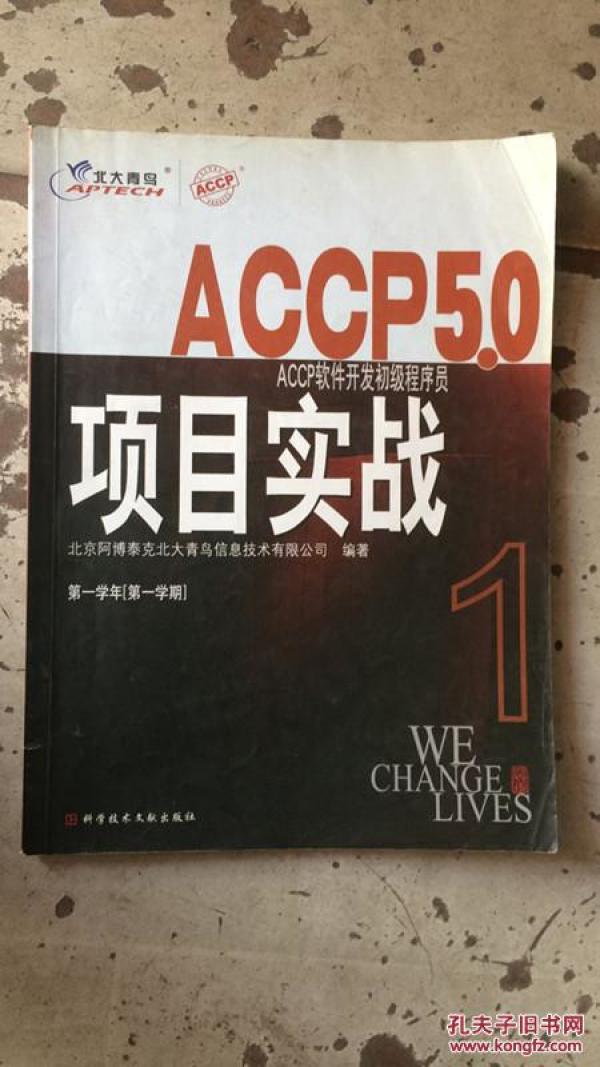 北大青鸟®
APTECH
ACCP®
ACCP5.0
ACCP软件开发初级程序员
项目实战
北京阿博泰克北大青鸟信息技术有限公司 编著
第一学年[第一学期]
1
WE
CHANGE
LIVES
科学技术文献出版社
孔夫子旧书网
www.kongfz.com